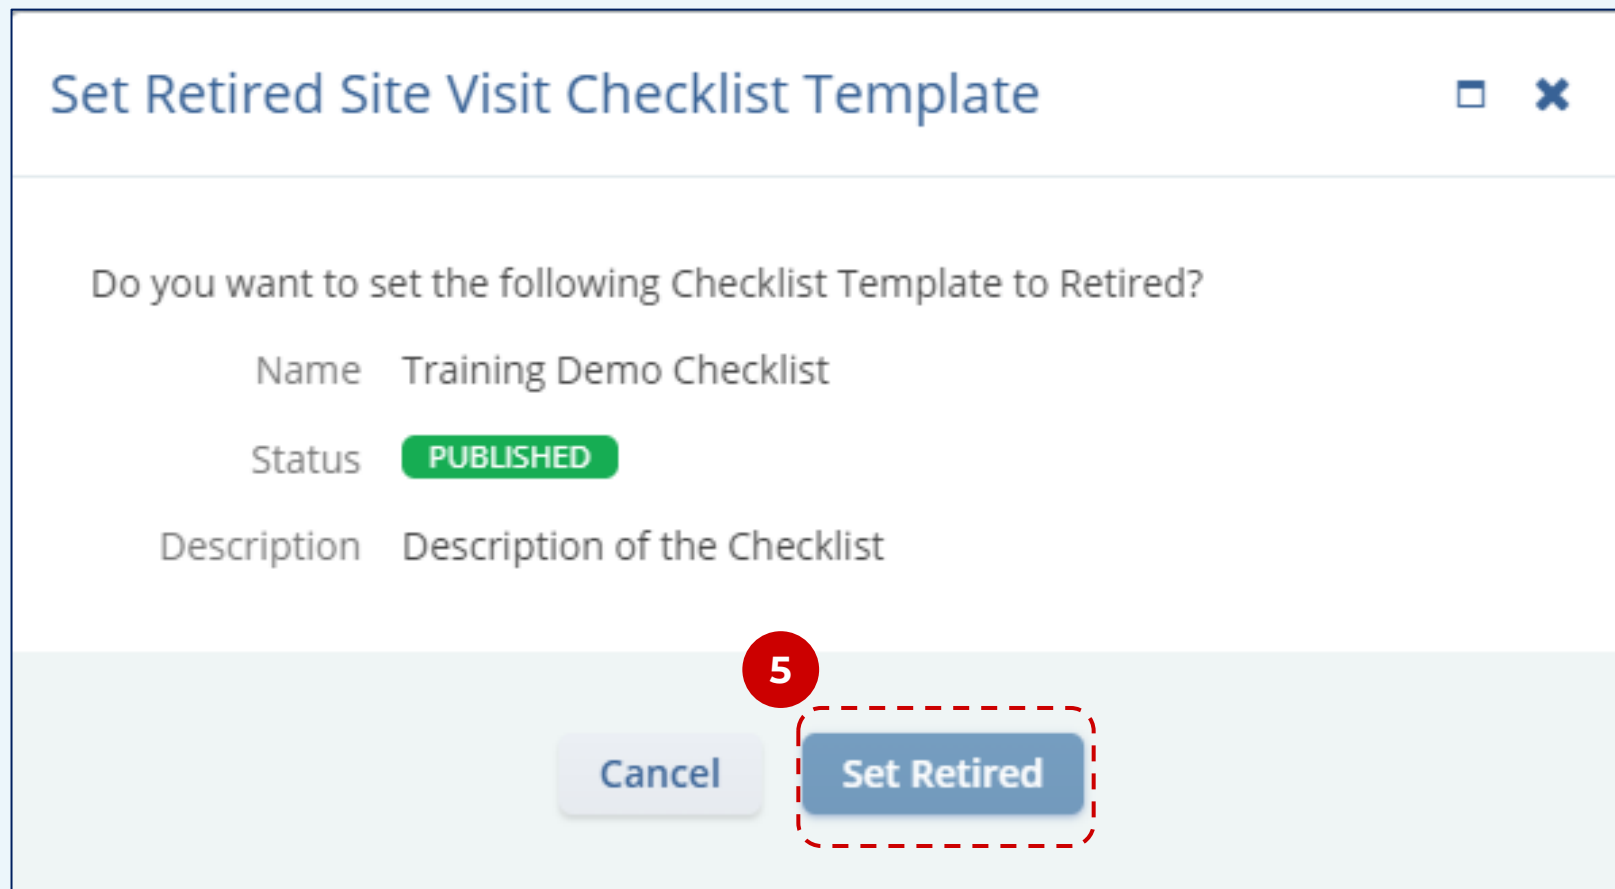 Set Retired Site Visit Checklist Template
Do you want to set the following Checklist Template to Retired?
Name Training Demo Checklist
Status PUBLISHED
Description Description of the Checklist
5
Cancel Set Retired